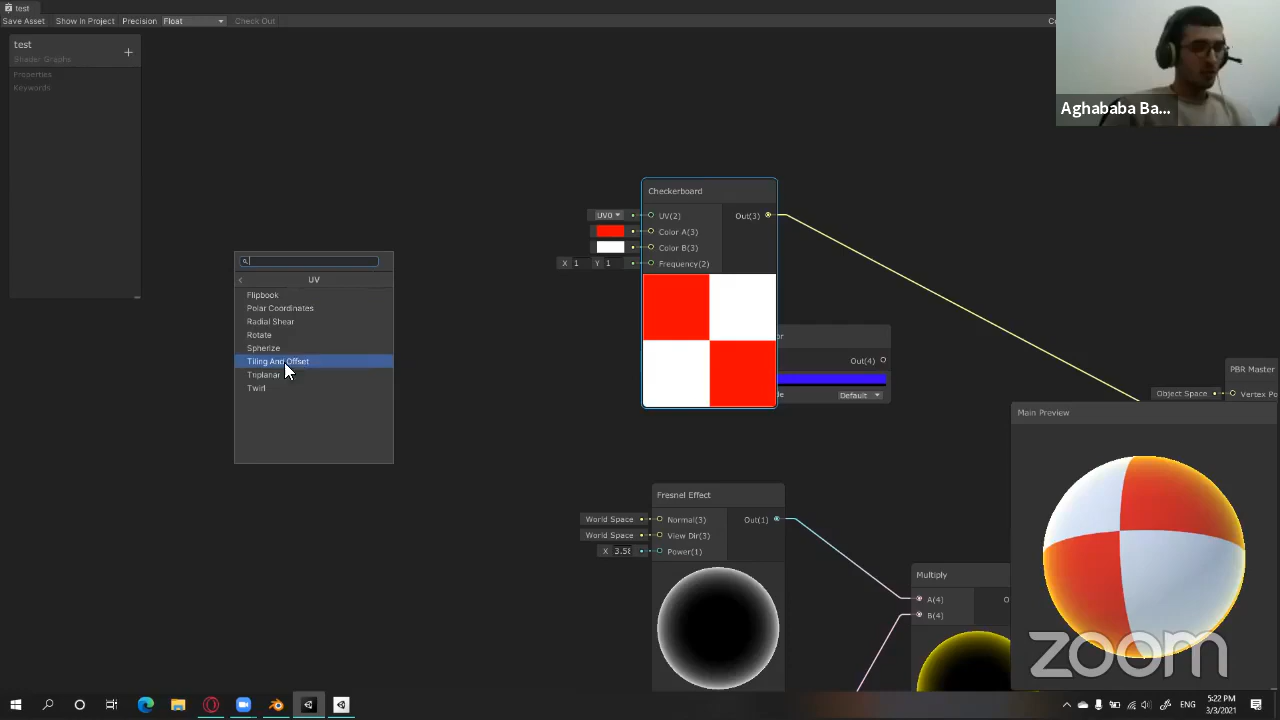 test
Save Asset Show In Project Precision Float Check Out
test
Shader Graphs
Properties
Keywords
Aghababa Ba...
UV
Flipbook
Polar Coordinates
Radial Shear
Rotate
Spherize
Tiling And Offset
Triplanar
Twirl
Checkerboard
UV0 UV(2) Out(3)
Color A(3)
Color B(3)
X 1 Y 1 Frequency(2)
Out(4)
Default
PBR Master
Object Space Vertex Po
Main Preview
Fresnel Effect
World Space Normal(3) Out(1)
World Space View Dir(3)
X 3.58 Power(1)
Multiply
A(4)
B(4)
zoom
ENG
5:22 PM
3/3/2021